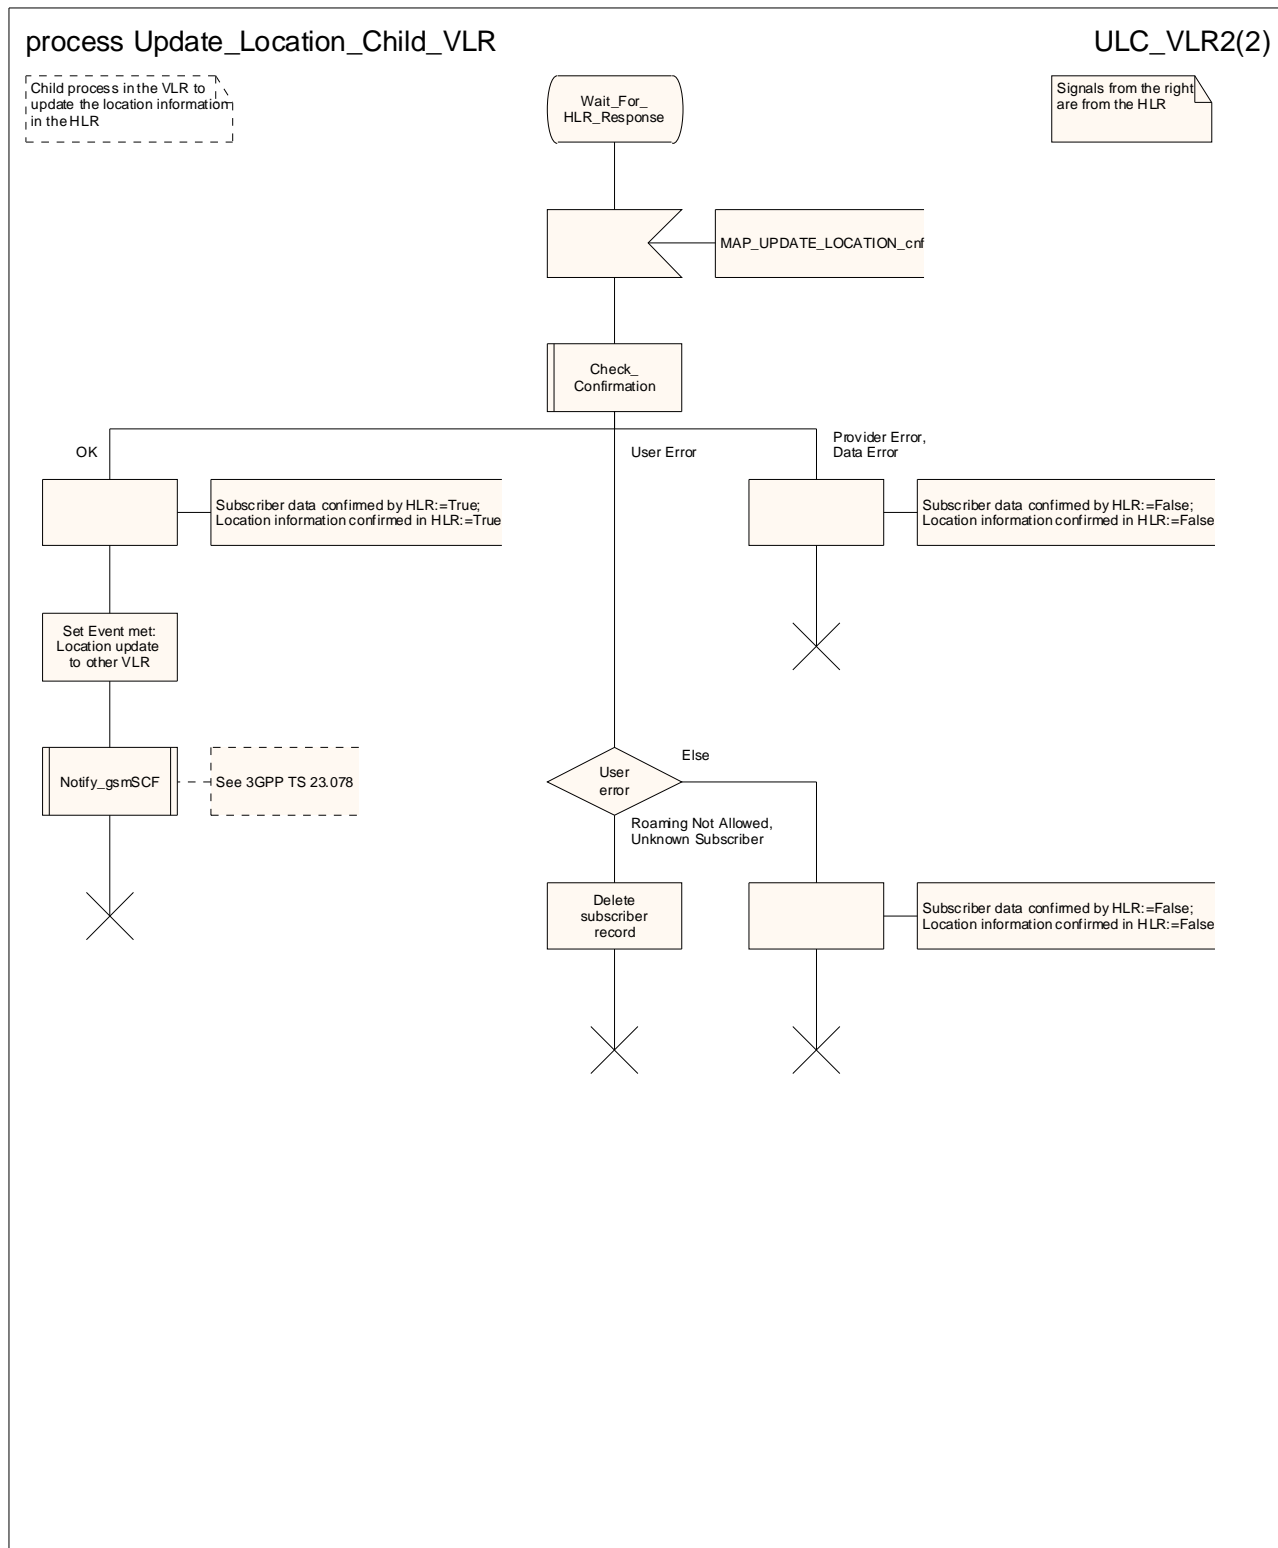 process Update_Location_Child_VLR
ULC_VLR2(2)
Child process in the VLR to
update the location information
in the HLR
Wait_For_
HLR_Response
Signals from the right
are from the HLR
MAP_UPDATE_LOCATION_cnf
Check_
Confirmation
OK
User Error
Provider Error,
Data Error
Subscriber data confirmed by HLR:=True;
Location information confirmed in HLR:=True
Subscriber data confirmed by HLR:=False;
Location information confirmed in HLR:=False
Set Event met:
Location update
to other VLR
Notify_gsmSCF
See 3GPP TS 23.078
User
error
Else
Roaming Not Allowed,
Unknown Subscriber
Delete
subscriber
record
Subscriber data confirmed by HLR:=False;
Location information confirmed in HLR:=False